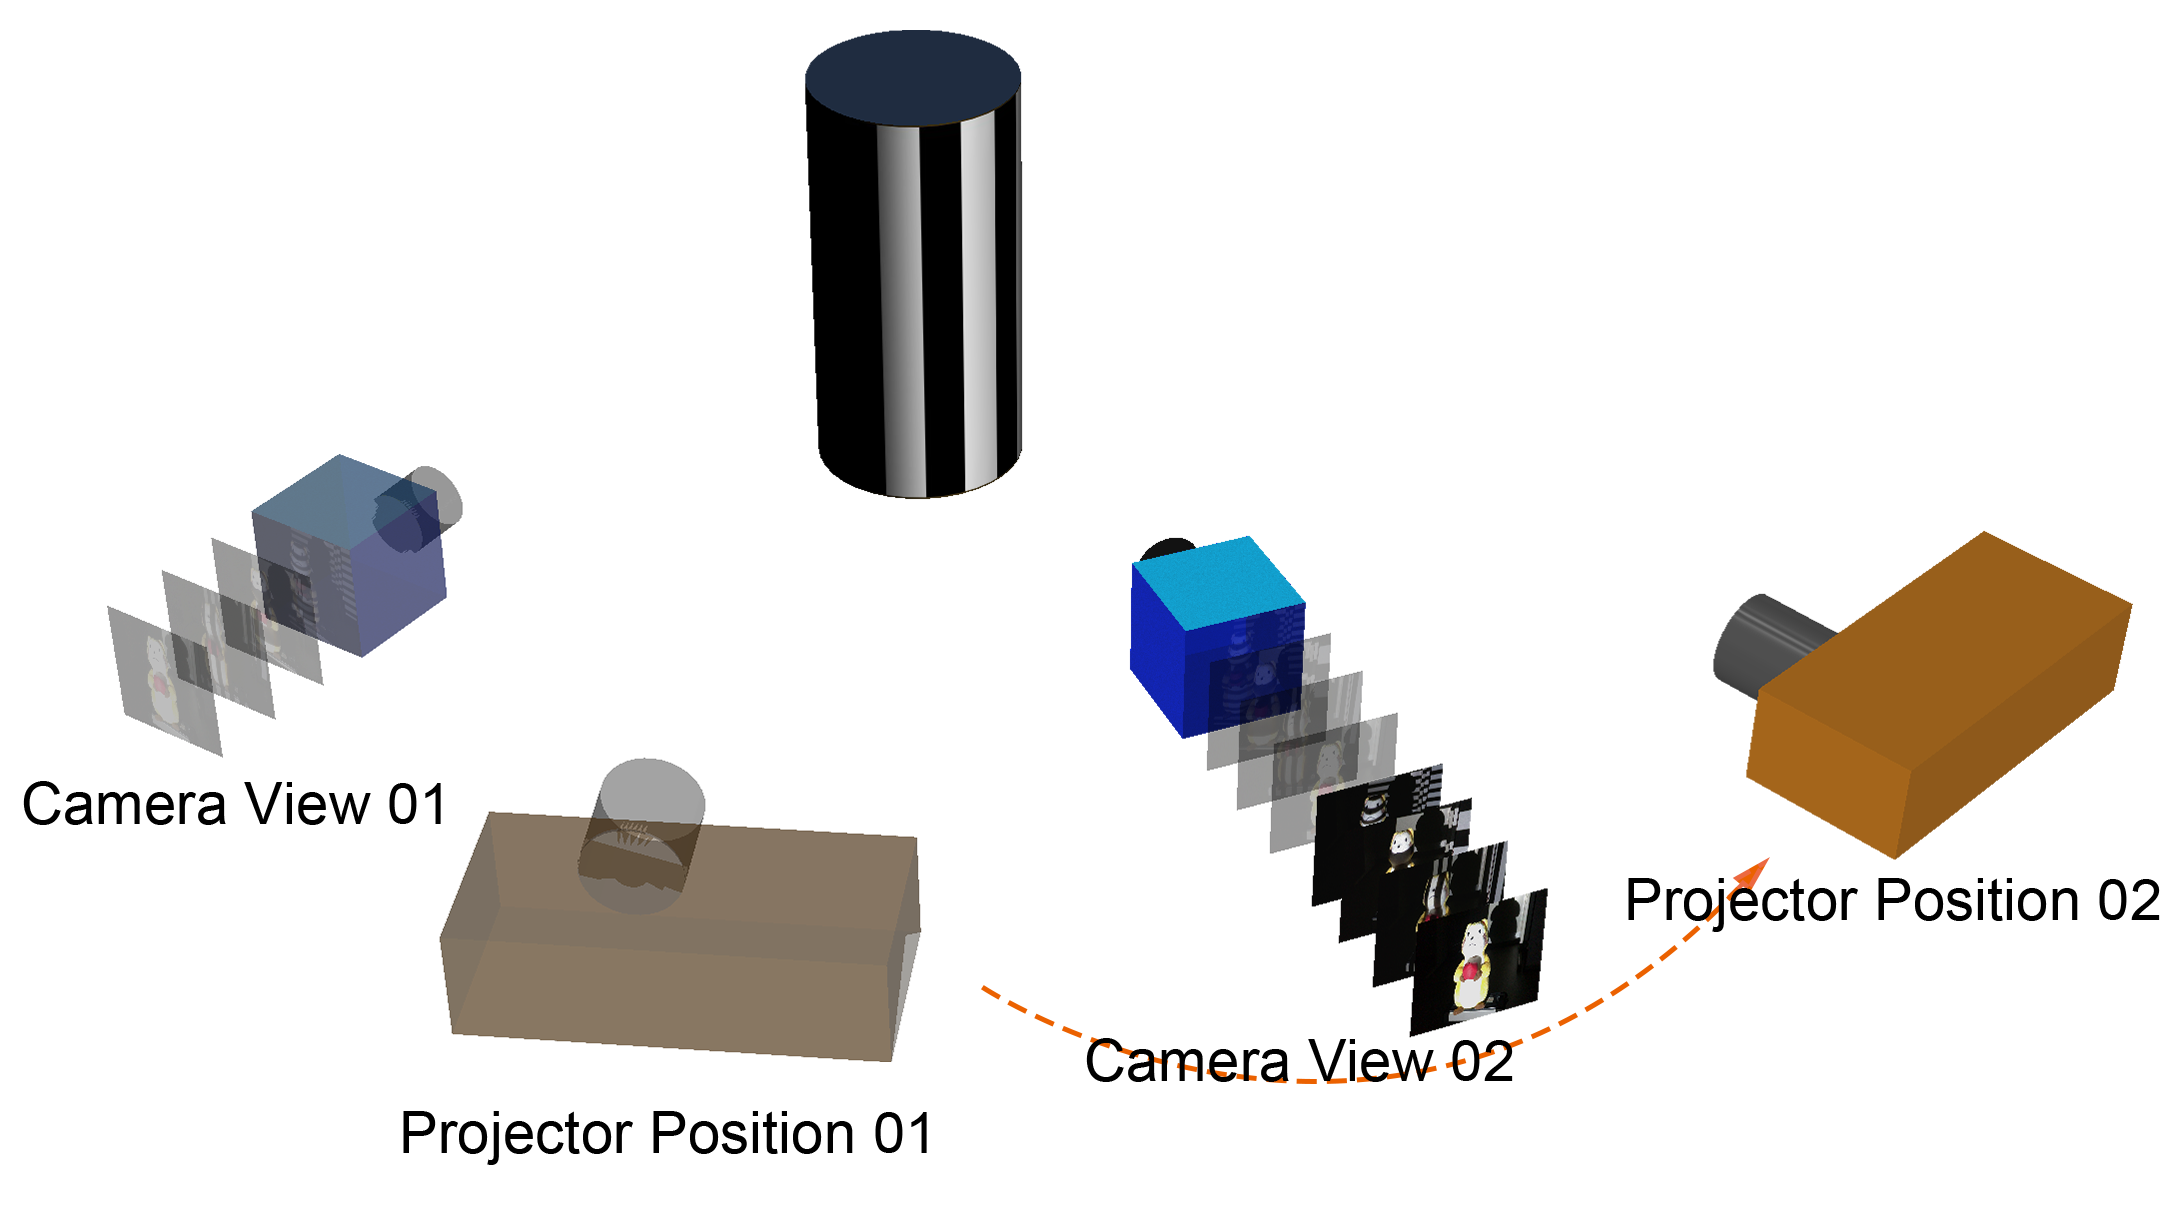 Camera View 01
Projector Position 02
Camera View 02
Projector Position 01